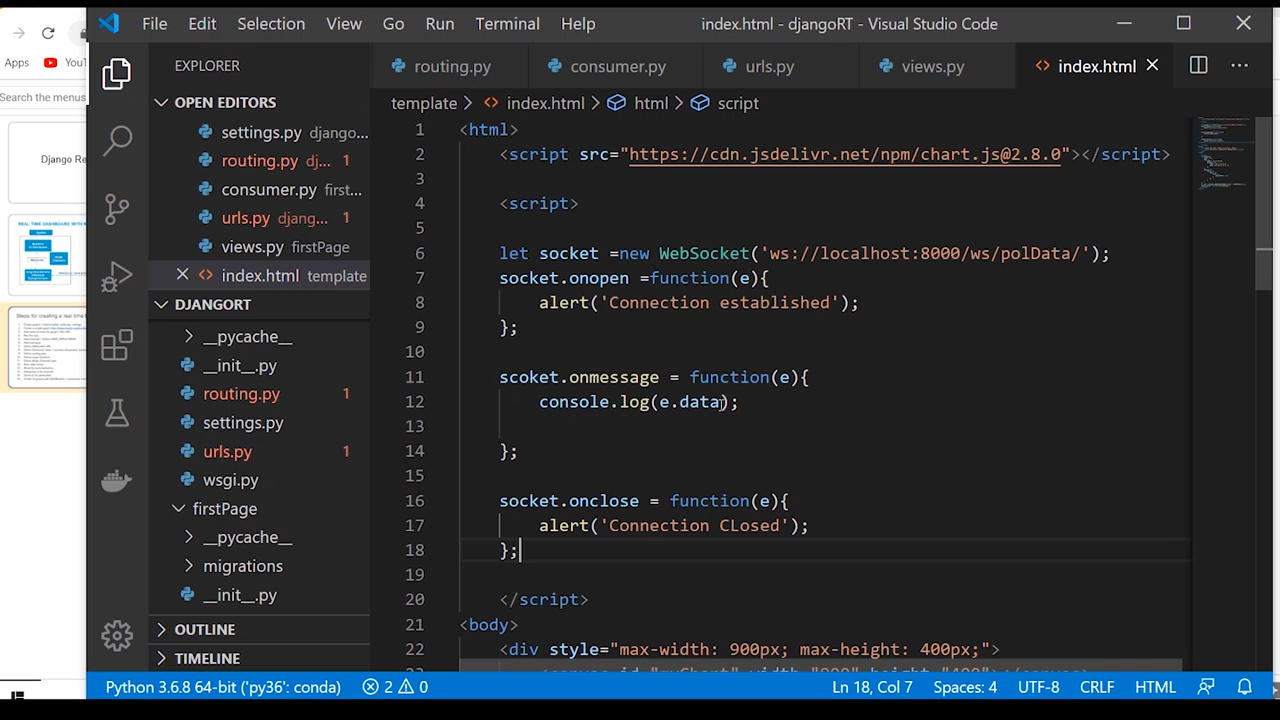 File Edit Selection View Go Run Terminal Help index.html - djangoRT - Visual Studio Code
Apps
Search the menus
Django Re
EXPLORER
OPEN EDITORS
settings.py django...
routing.py dj... 1
consumer.py first...
urls.py djang... 1
views.py firstPage
index.html template
DJANGORT
__pycache__
__init__.py
routing.py 1
settings.py
urls.py 1
wsgi.py
firstPage
__pycache__
migrations
__init__.py
OUTLINE
TIMELINE
routing.py consumer.py urls.py views.py index.html
template > index.html > html > script
1 <html>
2 <script src="https://cdn.jsdelivr.net/npm/chart.js@2.8.0"></script>
3
4 <script>
5
6 let socket =new WebSocket('ws://localhost:8000/ws/polData/');
7 socket.onopen =function(e){
8 alert('Connection established');
9 };
10
11 scoket.onmessage = function(e){
12 console.log(e.data);
13
14 };
15
16 socket.onclose = function(e){
17 alert('Connection CLosed');
18 };
19
20 </script>
21 <body>
22 <div style="max-width: 900px; max-height: 400px;">
Python 3.6.8 64-bit ('py36': conda) 2 0 Ln 18, Col 7 Spaces: 4 UTF-8 CRLF HTML